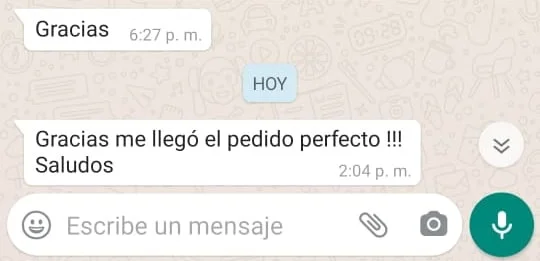 Gracias 6:27 p. m.
HOY
Gracias me llegó el pedido perfecto !!!
Saludos 2:04 p. m.
Escribe un mensaje